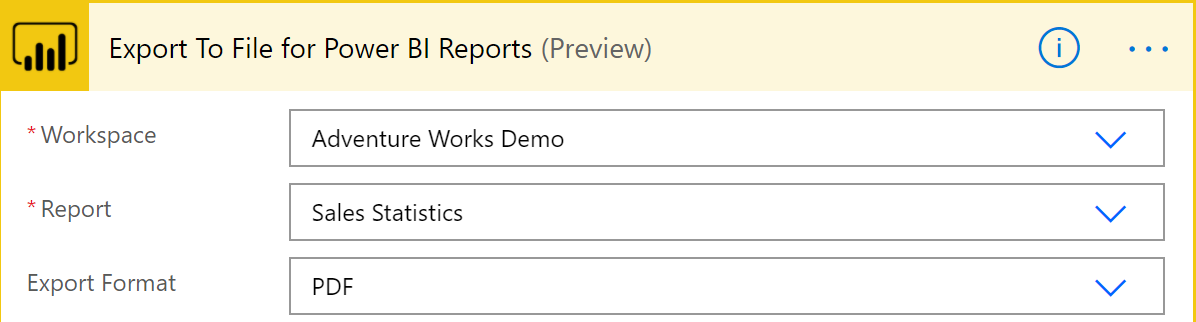 Export To File for Power BI Reports (Preview)
* Workspace
Adventure Works Demo
* Report
Sales Statistics
Export Format
PDF